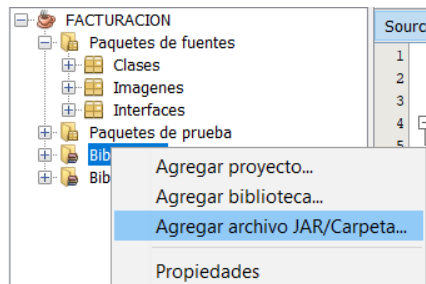 FACTURACION
Paquetes de fuentes
Clases
Imagenes
Interfaces
Paquetes de prueba
Bib
Bib
Agregar proyecto...
Agregar biblioteca...
Agregar archivo JAR/Carpeta...
Propiedades
Sourc
1
2
3
4
5